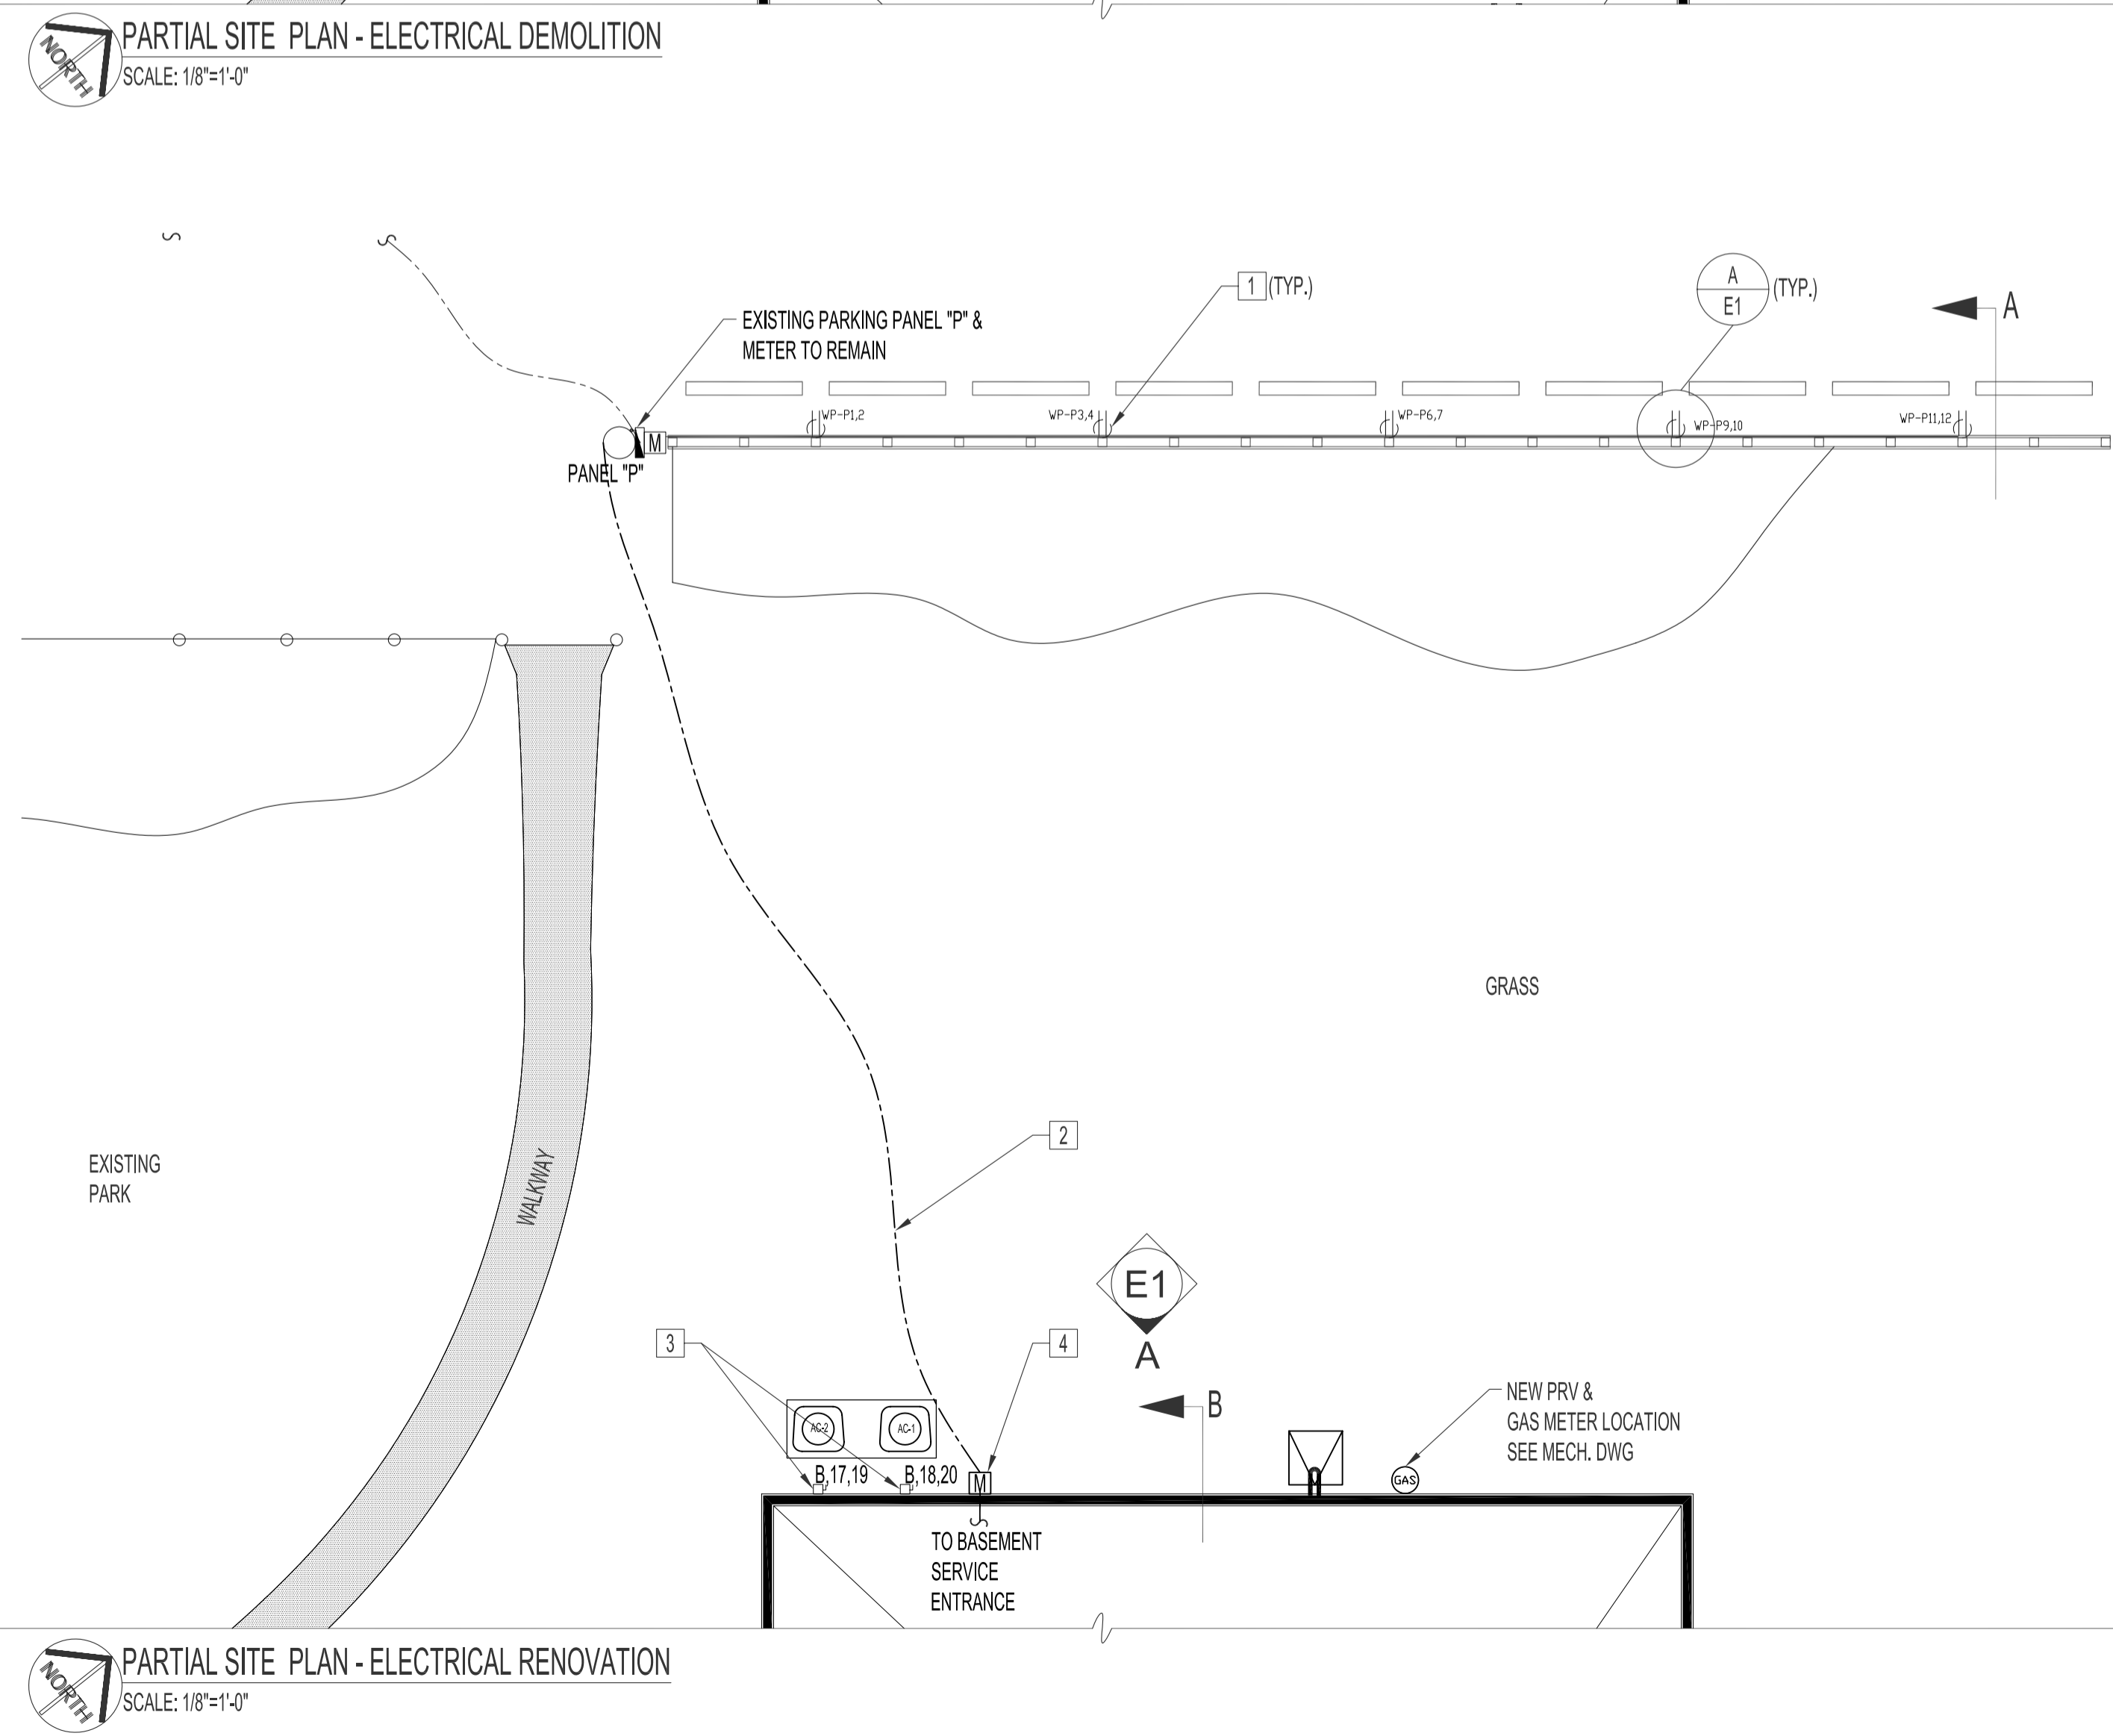 NORTH
PARTIAL SITE PLAN - ELECTRICAL DEMOLITION
SCALE: 1/8"=1'-0"
1 (TYP.)
A
E1
(TYP.)
A
EXISTING PARKING PANEL "P" &
METER TO REMAIN
WP-P1,2
WP-P3,4
WP-P6,7
WP-P9,10
WP-P11,12
M
PANEL "P"
GRASS
2
EXISTING
PARK
WALKWAY
E1
A
3
4
B
NEW PRV &
GAS METER LOCATION
SEE MECH. DWG
AC-2
AC-1
B,17,19
B,18,20
M
GAS
TO BASEMENT
SERVICE
ENTRANCE
NORTH
PARTIAL SITE PLAN - ELECTRICAL RENOVATION
SCALE: 1/8"=1'-0"